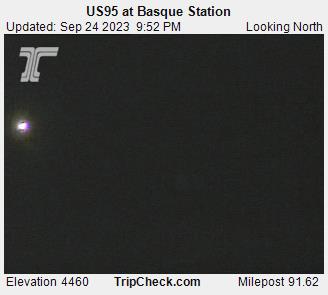 US95 at Basque Station
Updated: Sep 24 2023 9:52 PM Looking North
Elevation 4460 TripCheck.com Milepost 91.62